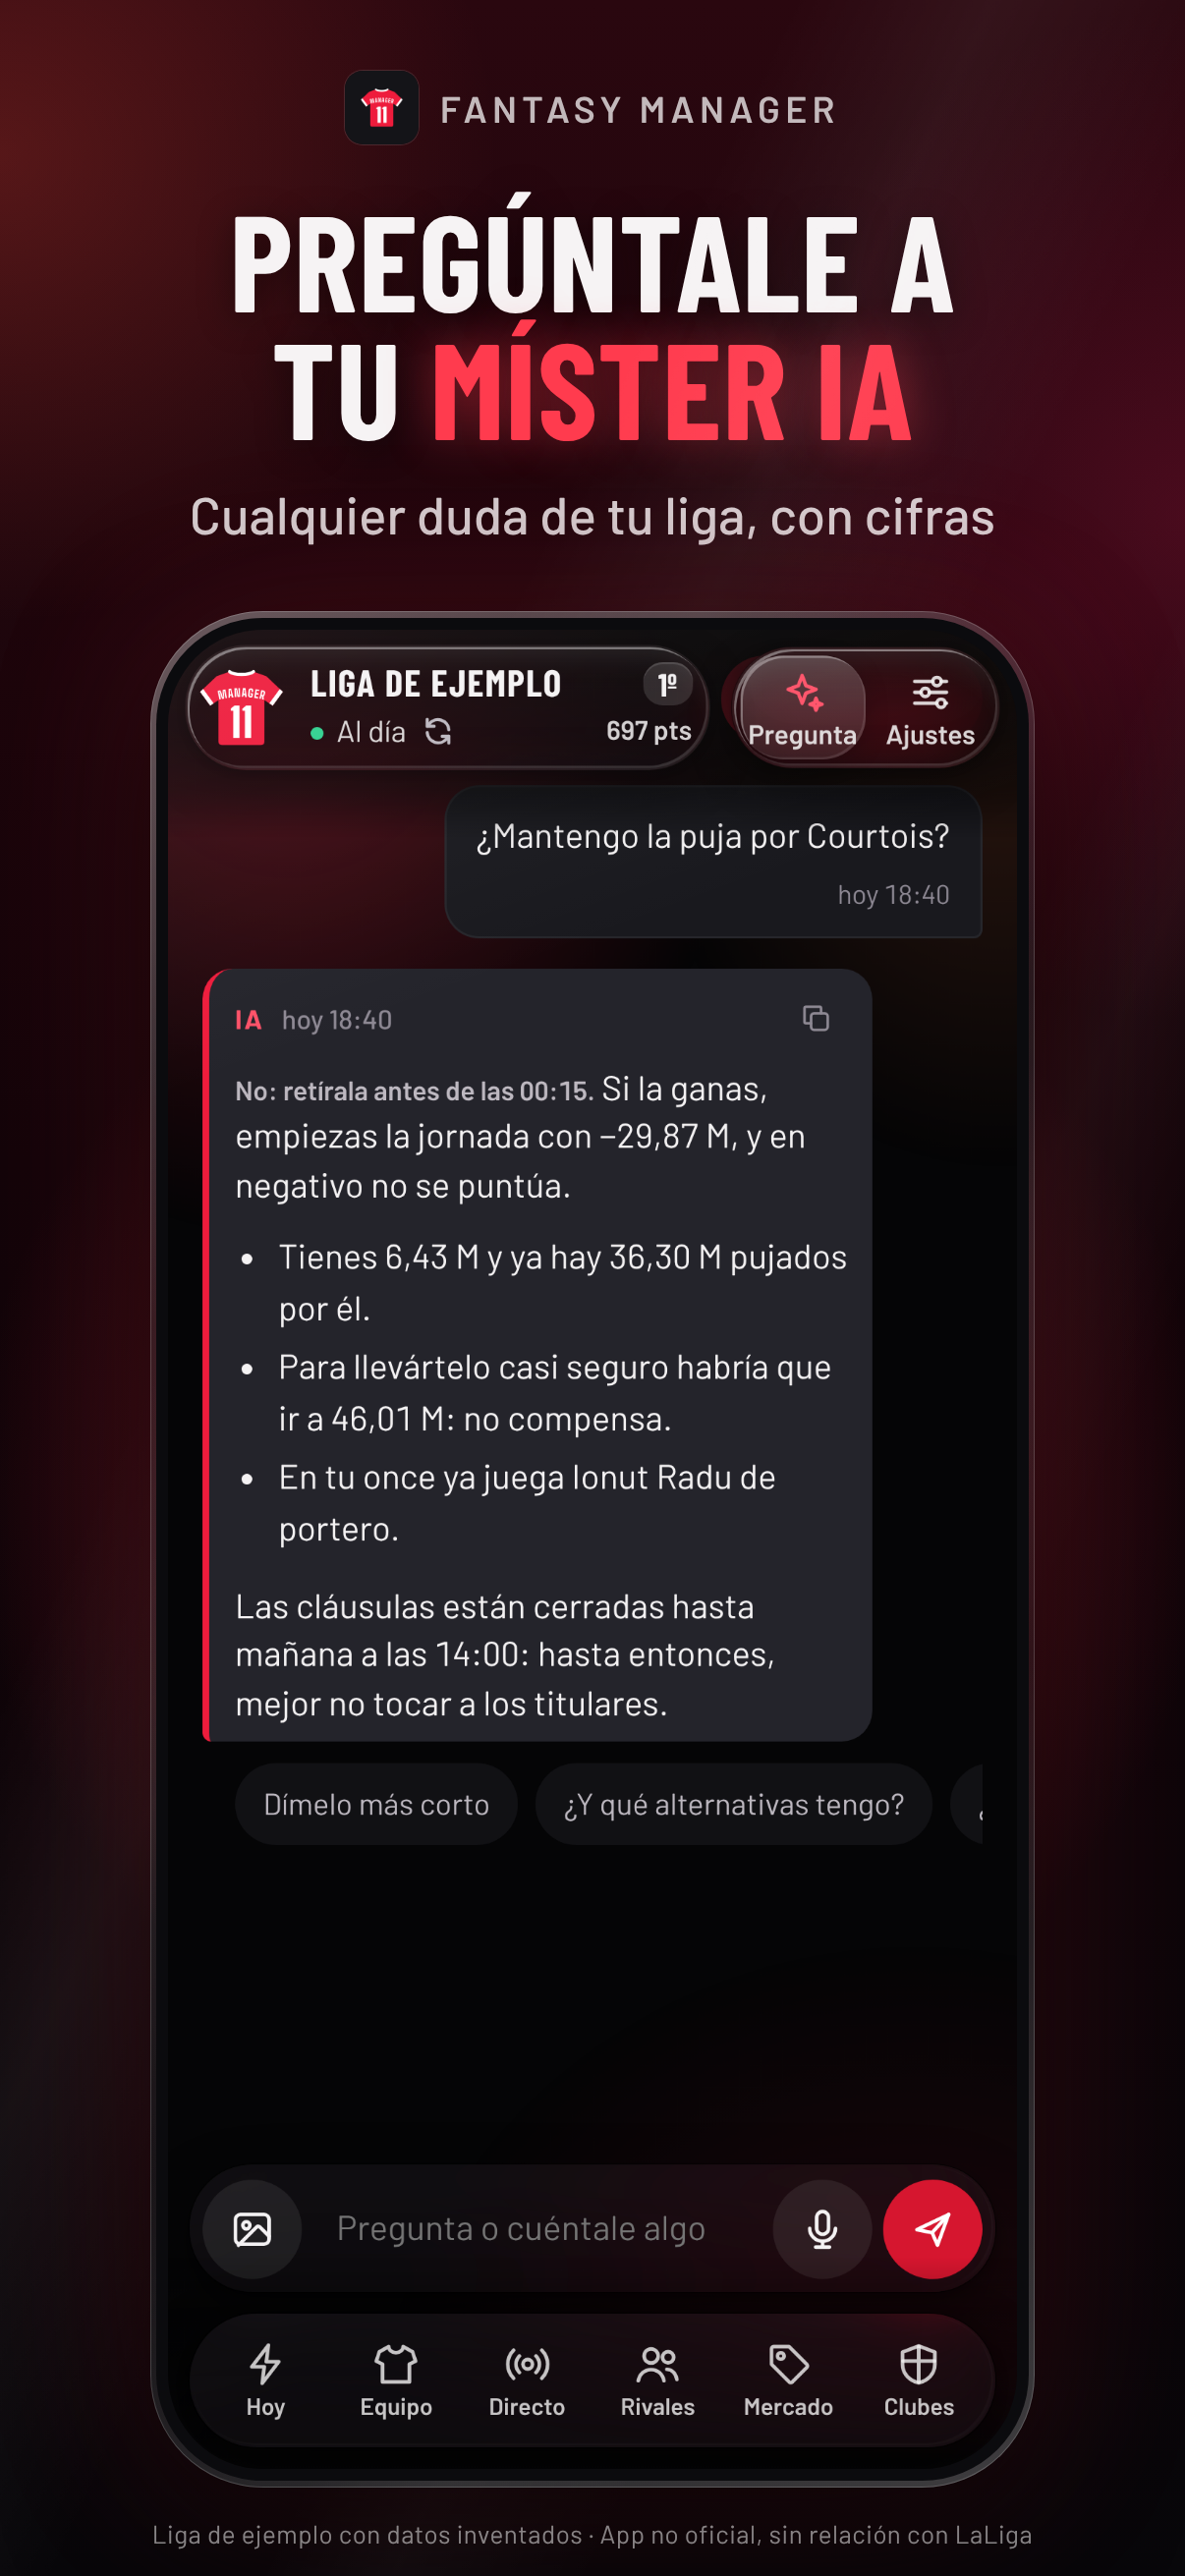 MANAGER
11
FANTASY MANAGER
PREGÚNTALE A
TU MÍSTER IA
Cualquier duda de tu liga, con cifras
MANAGER
11
LIGA DE EJEMPLO
1º
Al día
697 pts
Pregunta
Ajustes
¿Mantengo la puja por Courtois?
hoy 18:40
IA hoy 18:40
No: retírala antes de las 00:15. Si la ganas,
empiezas la jornada con −29,87 M, y en
negativo no se puntúa.
• Tienes 6,43 M y ya hay 36,30 M pujados
por él.
• Para llevártelo casi seguro habría que
ir a 46,01 M: no compensa.
• En tu once ya juega Ionut Radu de
portero.
Las cláusulas están cerradas hasta
mañana a las 14:00: hasta entonces,
mejor no tocar a los titulares.
Dímelo más corto
¿Y qué alternativas tengo?
Pregunta o cuéntale algo
Hoy
Equipo
Directo
Rivales
Mercado
Clubes
Liga de ejemplo con datos inventados · App no oficial, sin relación con LaLiga